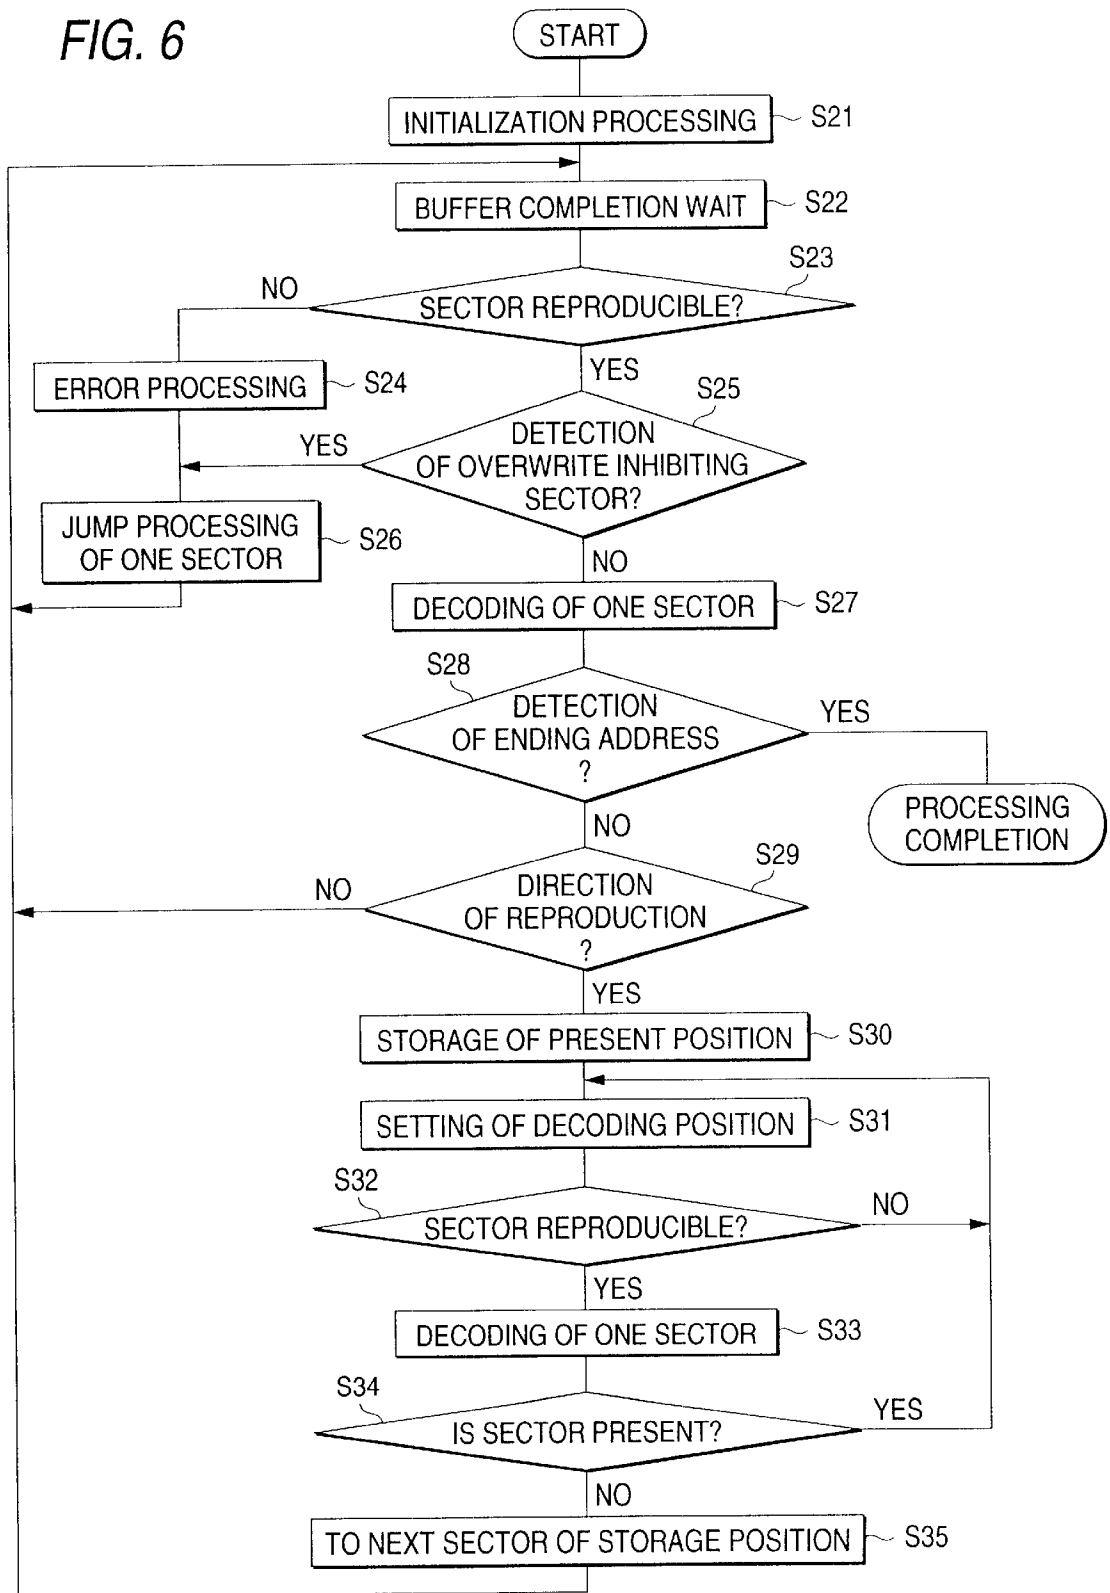 FIG. 6
START
INITIALIZATION PROCESSING
S21
BUFFER COMPLETION WAIT
S22
S23
NO
SECTOR REPRODUCIBLE?
YES
ERROR PROCESSING
S24
S25
YES
DETECTION
OF OVERWRITE INHIBITING
SECTOR?
JUMP PROCESSING
OF ONE SECTOR
S26
NO
DECODING OF ONE SECTOR
S27
S28
DETECTION
OF ENDING ADDRESS
?
YES
PROCESSING
COMPLETION
NO
S29
NO
DIRECTION
OF REPRODUCTION
?
YES
STORAGE OF PRESENT POSITION
S30
SETTING OF DECODING POSITION
S31
S32
SECTOR REPRODUCIBLE?
NO
YES
DECODING OF ONE SECTOR
S33
S34
IS SECTOR PRESENT?
YES
NO
TO NEXT SECTOR OF STORAGE POSITION
S35